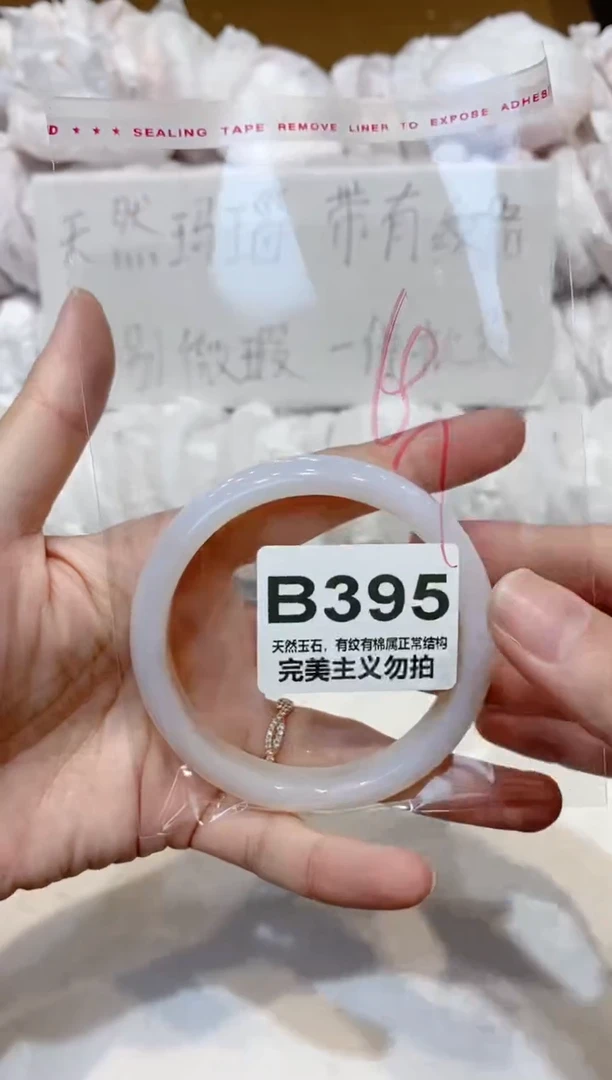 D ★ ★ ★ SEALING TAPE REMOVE LINER TO EXPOSE ADHES
天然玛瑙 带有
别微瑕 一
B395
天然玉石，有纹有棉属正常结构
完美主义勿拍